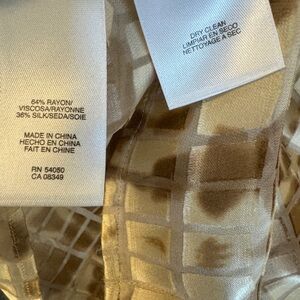 64% RAYON/
VISCOSA/RAYONNE
36% SILK/SEDA/SOIE
MADE IN CHINA
HECHO EN CHINA
FAIT EN CHINE
RN 54050
CA 08349
DRY CLEAN
LIMPIAR EN SECO
NETTOYAGE A SEC